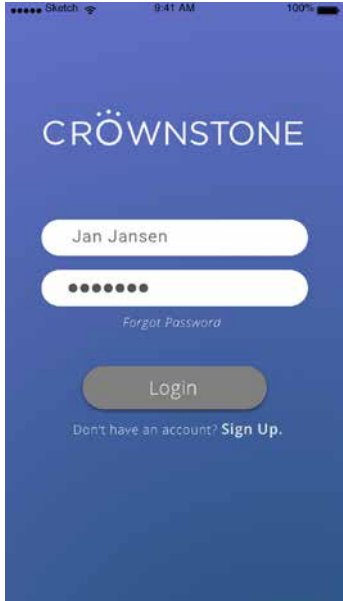 Sketch 9:41 AM 100%
CRÖWNSTONE
Jan Jansen
●●●●●●●
Forgot Password
Login
Don't have an account? Sign Up.